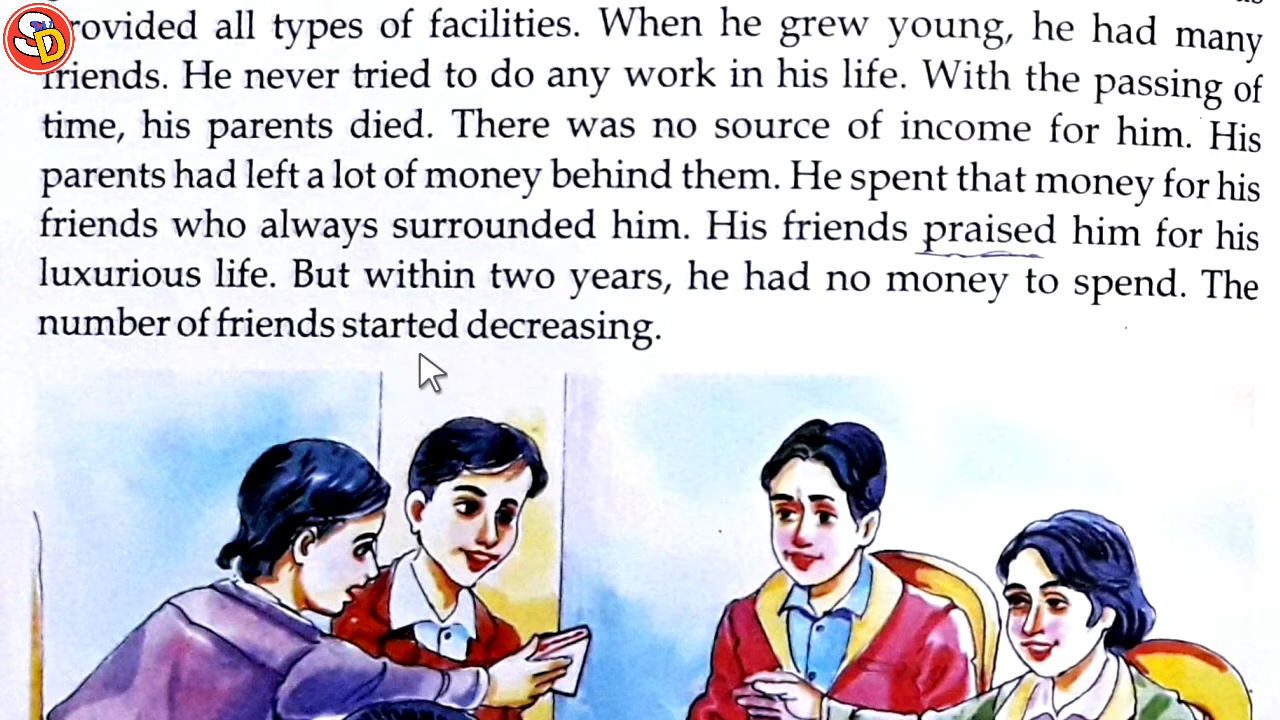 provided all types of facilities. When he grew young, he had many
friends. He never tried to do any work in his life. With the passing of
time, his parents died. There was no source of income for him. His
parents had left a lot of money behind them. He spent that money for his
friends who always surrounded him. His friends praised him for his
luxurious life. But within two years, he had no money to spend. The
number of friends started decreasing.